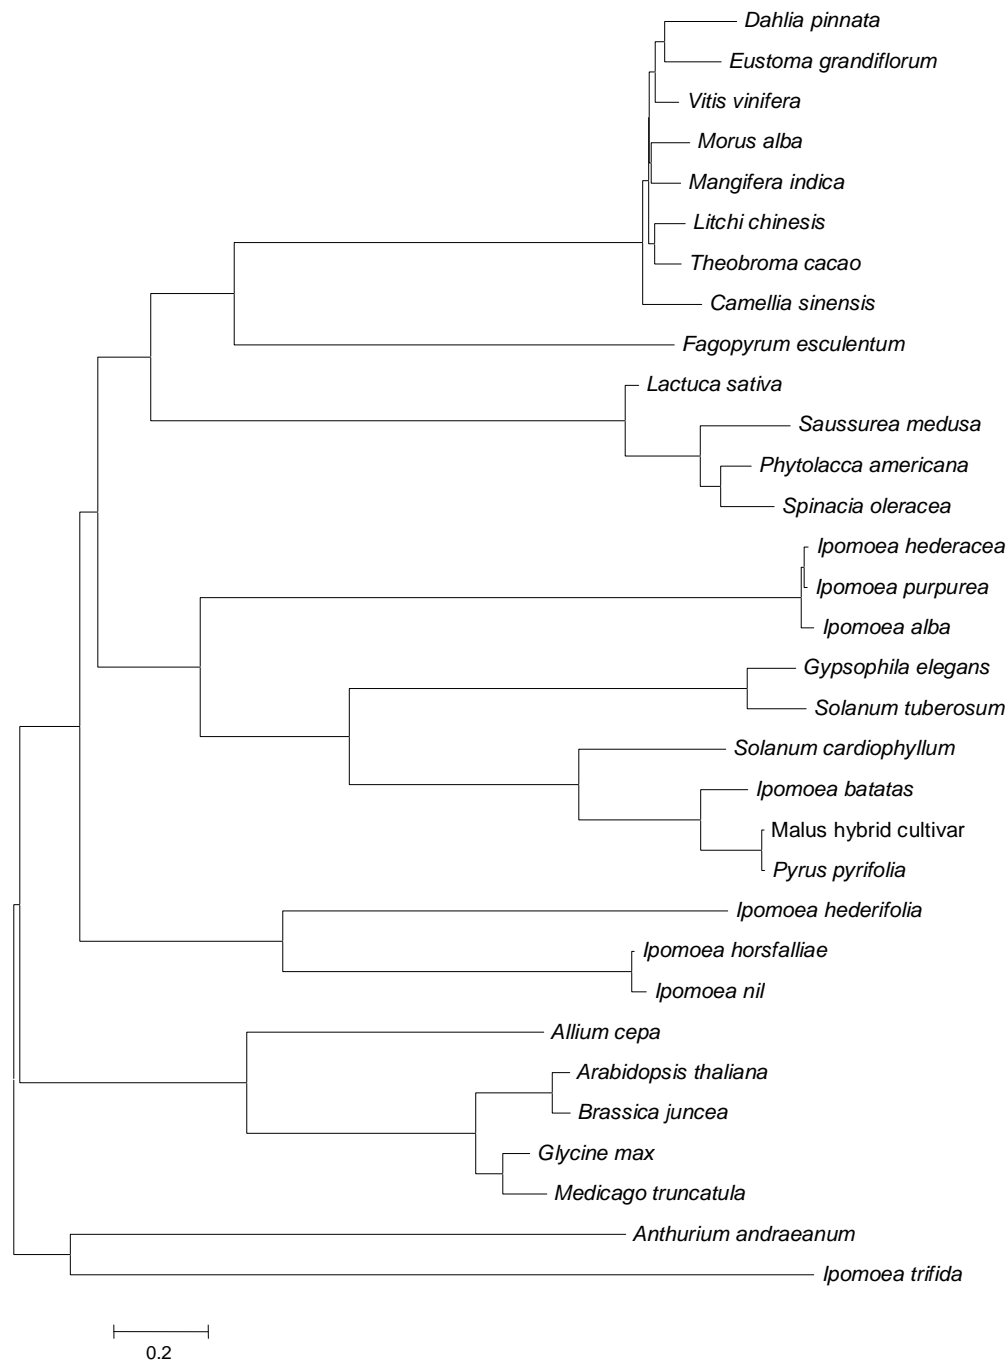 Dahlia pinnata
Eustoma grandiflorum
Vitis vinifera
Morus alba
Mangifera indica
Litchi chinesis
Theobroma cacao
Camellia sinensis
Fagopyrum esculentum
Lactuca sativa
Saussurea medusa
Phytolacca americana
Spinacia oleracea
Ipomoea hederacea
Ipomoea purpurea
Ipomoea alba
Gypsophila elegans
Solanum tuberosum
Solanum cardiophyllum
Ipomoea batatas
Malus hybrid cultivar
Pyrus pyrifolia
Ipomoea hederifolia
Ipomoea horsfalliae
Ipomoea nil
Allium cepa
Arabidopsis thaliana
Brassica juncea
Glycine max
Medicago truncatula
Anthurium andraeanum
Ipomoea trifida
0.2